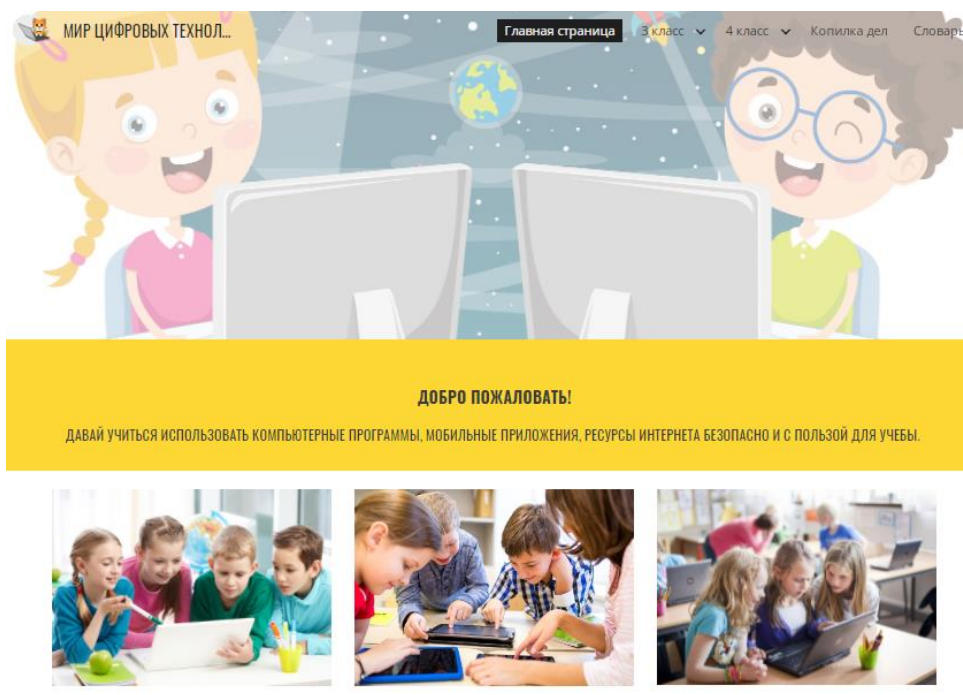 МИР ЦИФРОВЫХ ТЕХНОЛ...
Главная страница 3 класс 4 класс Копилка дел Словарь
ДОБРО ПОЖАЛОВАТЬ!
ДАВАЙ УЧИТЬСЯ ИСПОЛЬЗОВАТЬ КОМПЬЮТЕРНЫЕ ПРОГРАММЫ, МОБИЛЬНЫЕ ПРИЛОЖЕНИЯ, РЕСУРСЫ ИНТЕРНЕТА БЕЗОПАСНО И С ПОЛЬЗОЙ ДЛЯ УЧЕБЫ.